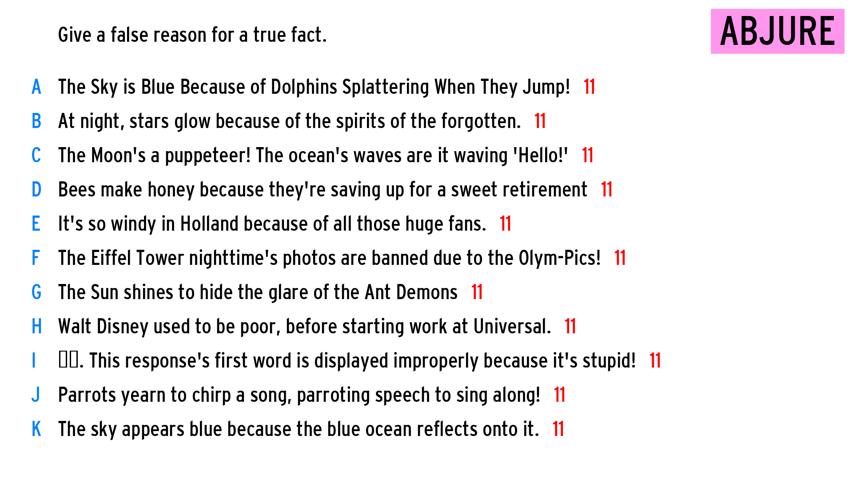 Give a false reason for a true fact.
ABJURE
A The Sky is Blue Because of Dolphins Splattering When They Jump! 11
B At night, stars glow because of the spirits of the forgotten. 11
C The Moon's a puppeteer! The ocean's waves are it waving 'Hello!' 11
D Bees make honey because they're saving up for a sweet retirement 11
E It's so windy in Holland because of all those huge fans. 11
F The Eiffel Tower nighttime's photos are banned due to the Olym-Pics! 11
G The Sun shines to hide the glare of the Ant Demons 11
H Walt Disney used to be poor, before starting work at Universal. 11
I ▯▯. This response's first word is displayed improperly because it's stupid! 11
J Parrots yearn to chirp a song, parroting speech to sing along! 11
K The sky appears blue because the blue ocean reflects onto it. 11